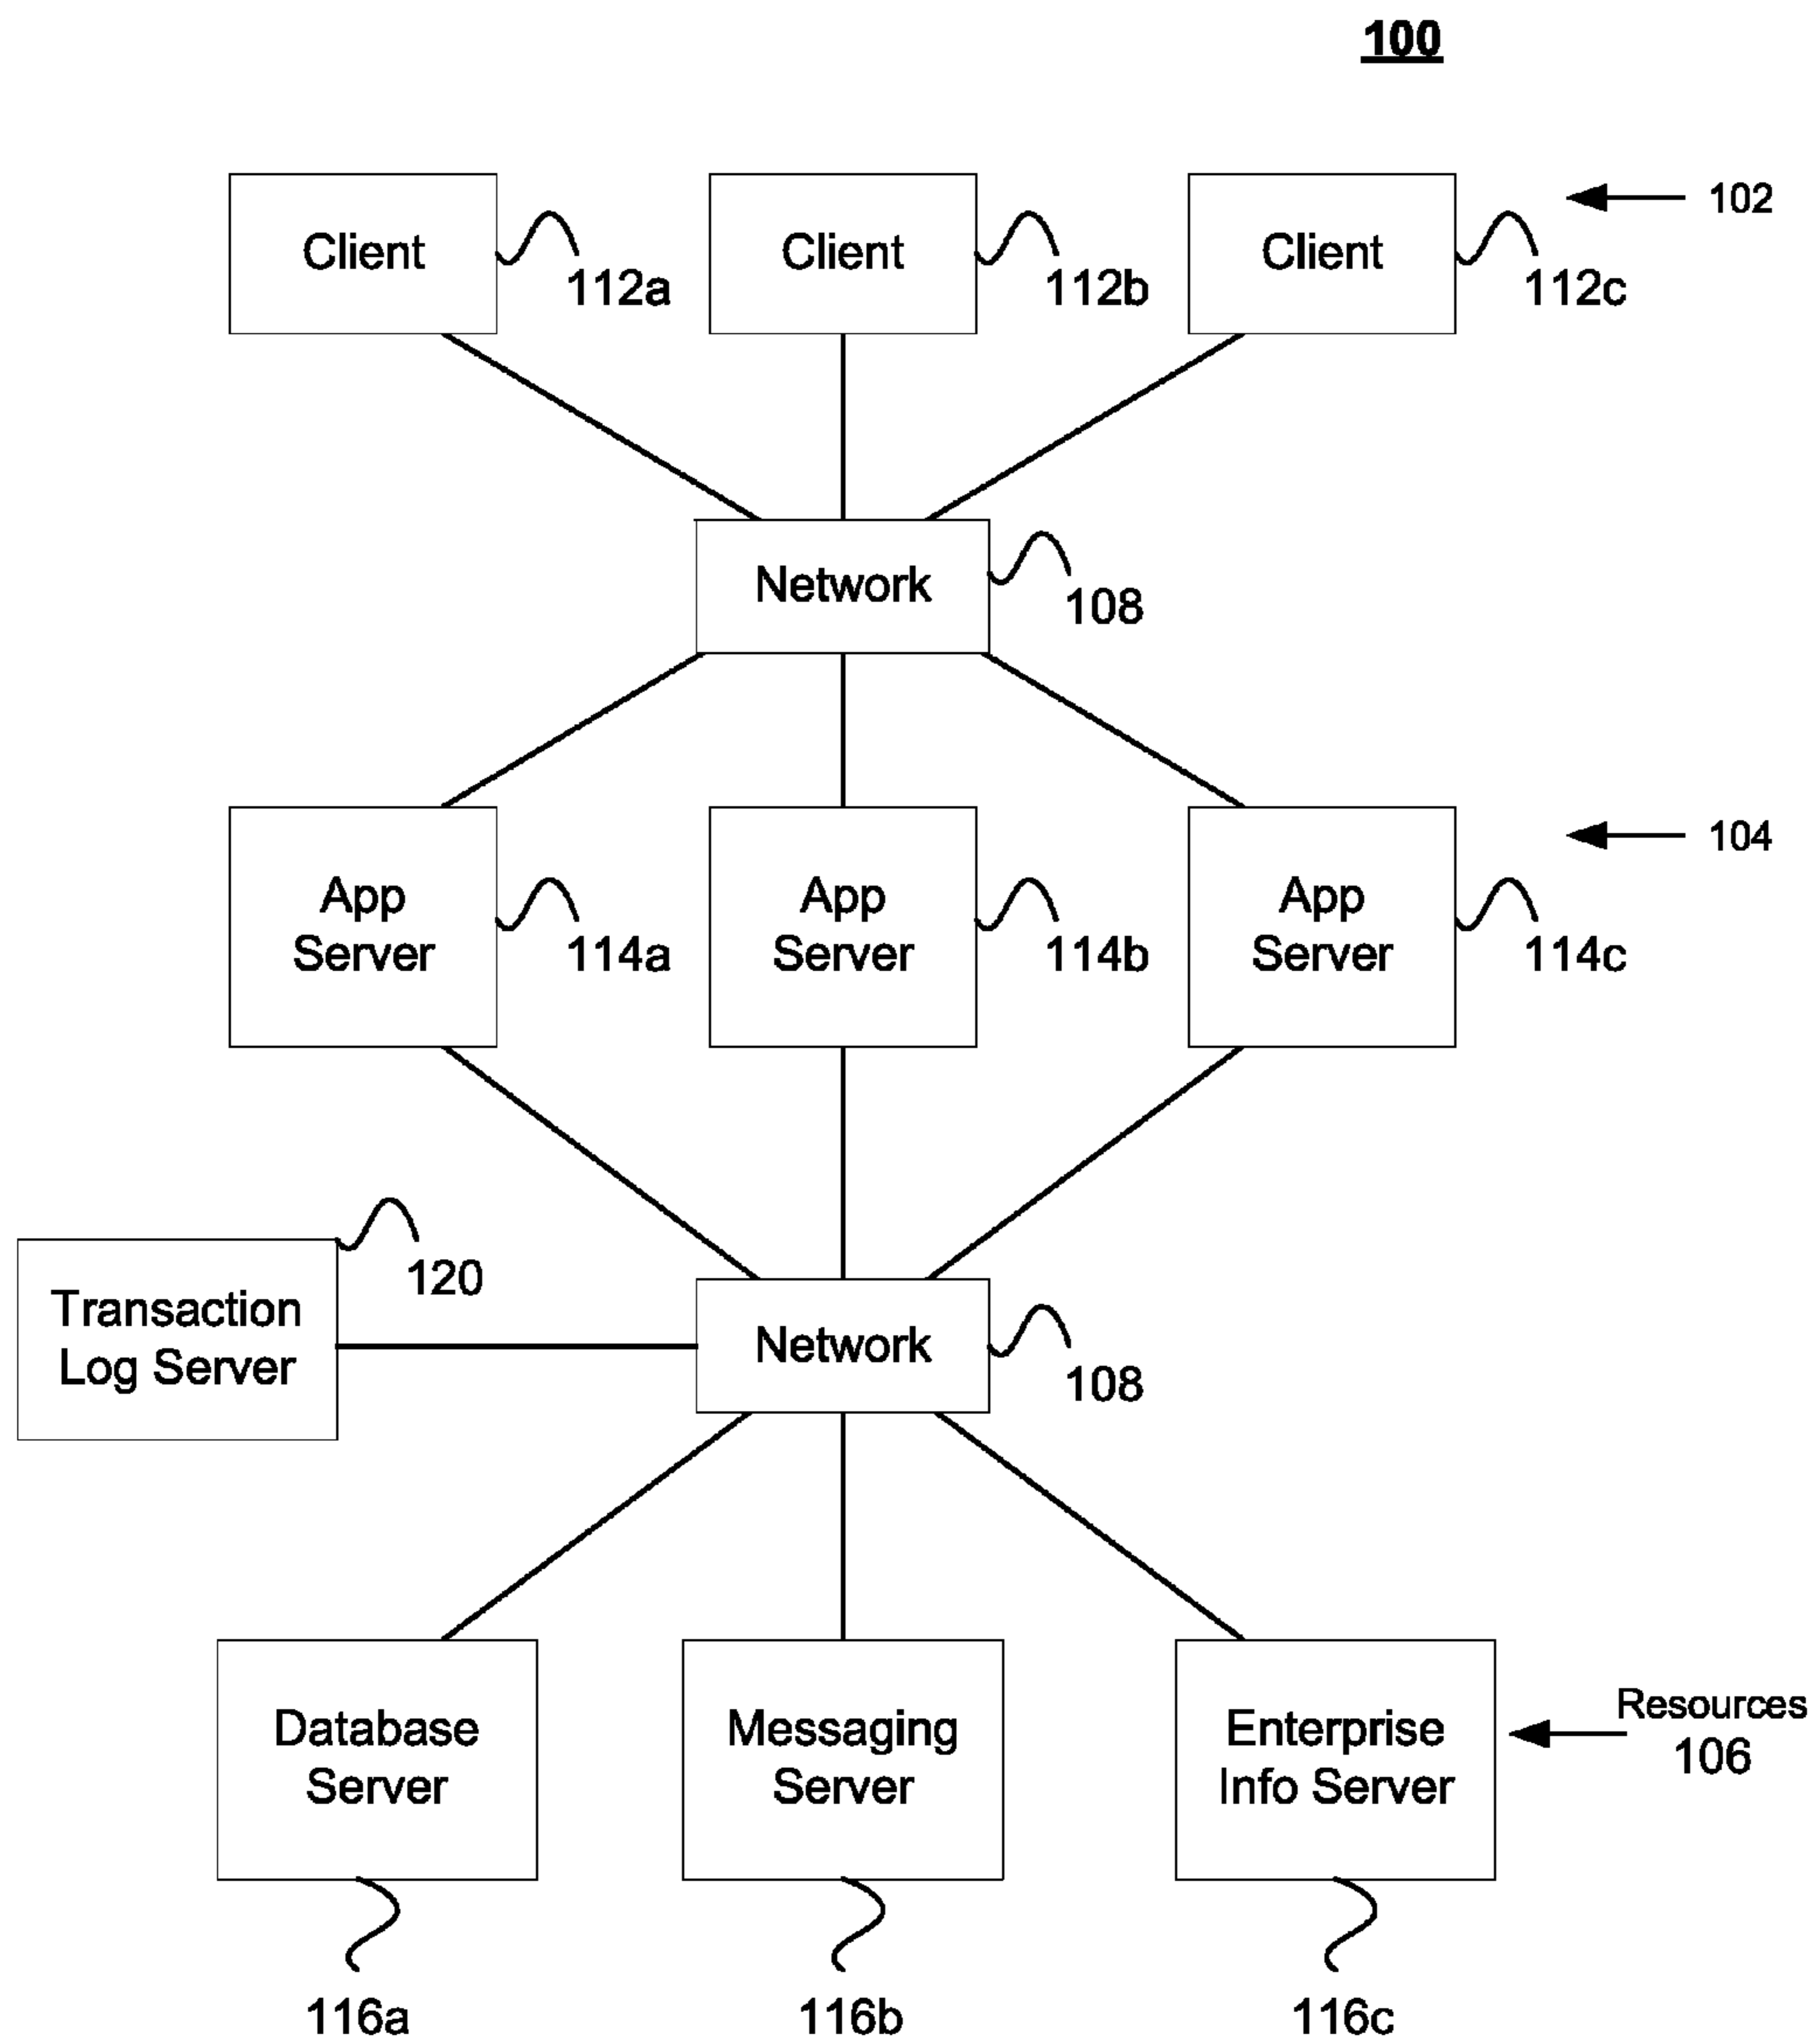 100
102
Client
Client
Client
112a
112b
112c
Network
108
104
App
Server
App
Server
App
Server
114a
114b
114c
120
Transaction
Log Server
Network
108
Database
Server
Messaging
Server
Enterprise
Info Server
Resources
106
116a
116b
116c